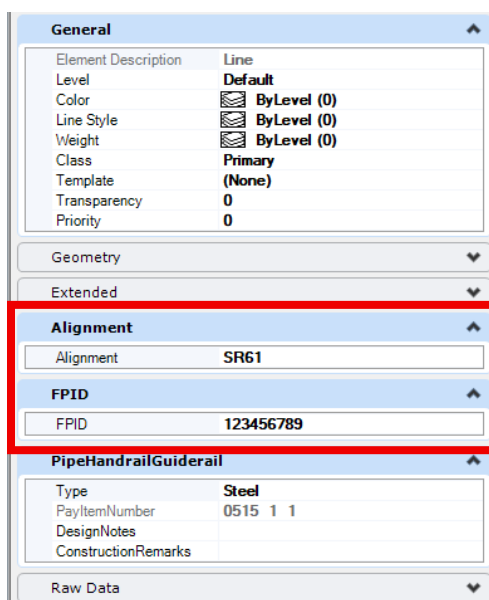 General
Element Description Line
Level Default
Color ByLevel (0)
Line Style ByLevel (0)
Weight ByLevel (0)
Class Primary
Template (None)
Transparency 0
Priority 0
Geometry
Extended
Alignment
Alignment SR61
FPID
FPID 123456789
PipeHandrailGuiderail
Type Steel
PayItemNumber 0515 1 1
DesignNotes
ConstructionRemarks
Raw Data